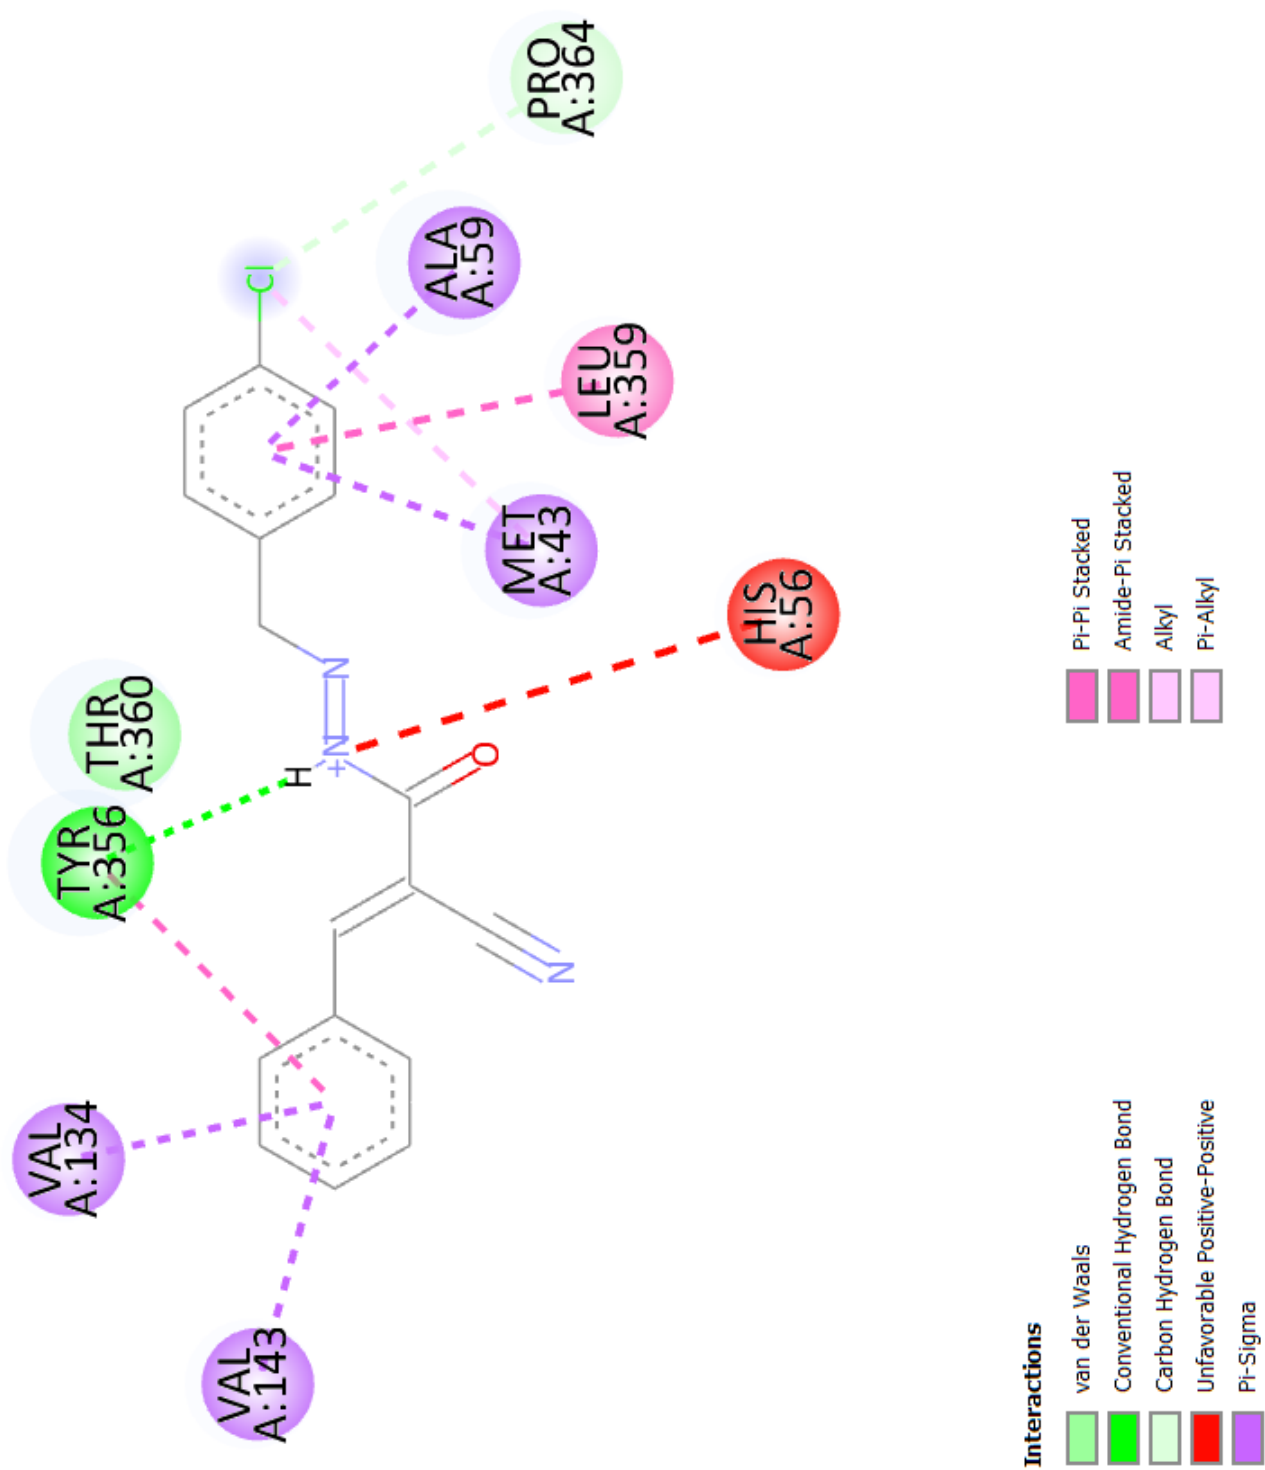 PRO
A:364
ALA
A:59
LEU
A:359
MET
A:43
HIS
A:56
THR
A:360
TYR
A:356
VAL
A:134
VAL
A:143
Cl
N
N
+
H
O
N
Interactions
van der Waals
Conventional Hydrogen Bond
Carbon Hydrogen Bond
Unfavorable Positive-Positive
Pi-Sigma
Pi-Pi Stacked
Amide-Pi Stacked
Alkyl
Pi-Alkyl